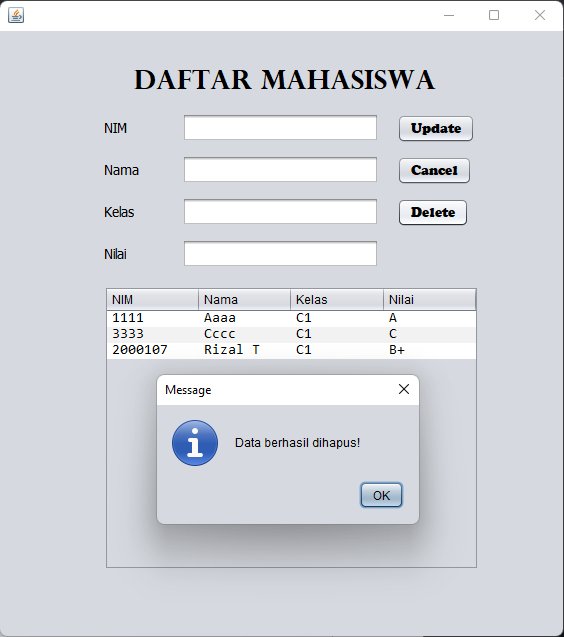 DAFTAR MAHASISWA
NIM Update
Nama Cancel
Kelas Delete
Nilai
NIM Nama Kelas Nilai
1111 Aaaa C1 A
3333 Cccc C1 C
2000107 Rizal T C1 B+
Message
Data berhasil dihapus!
OK